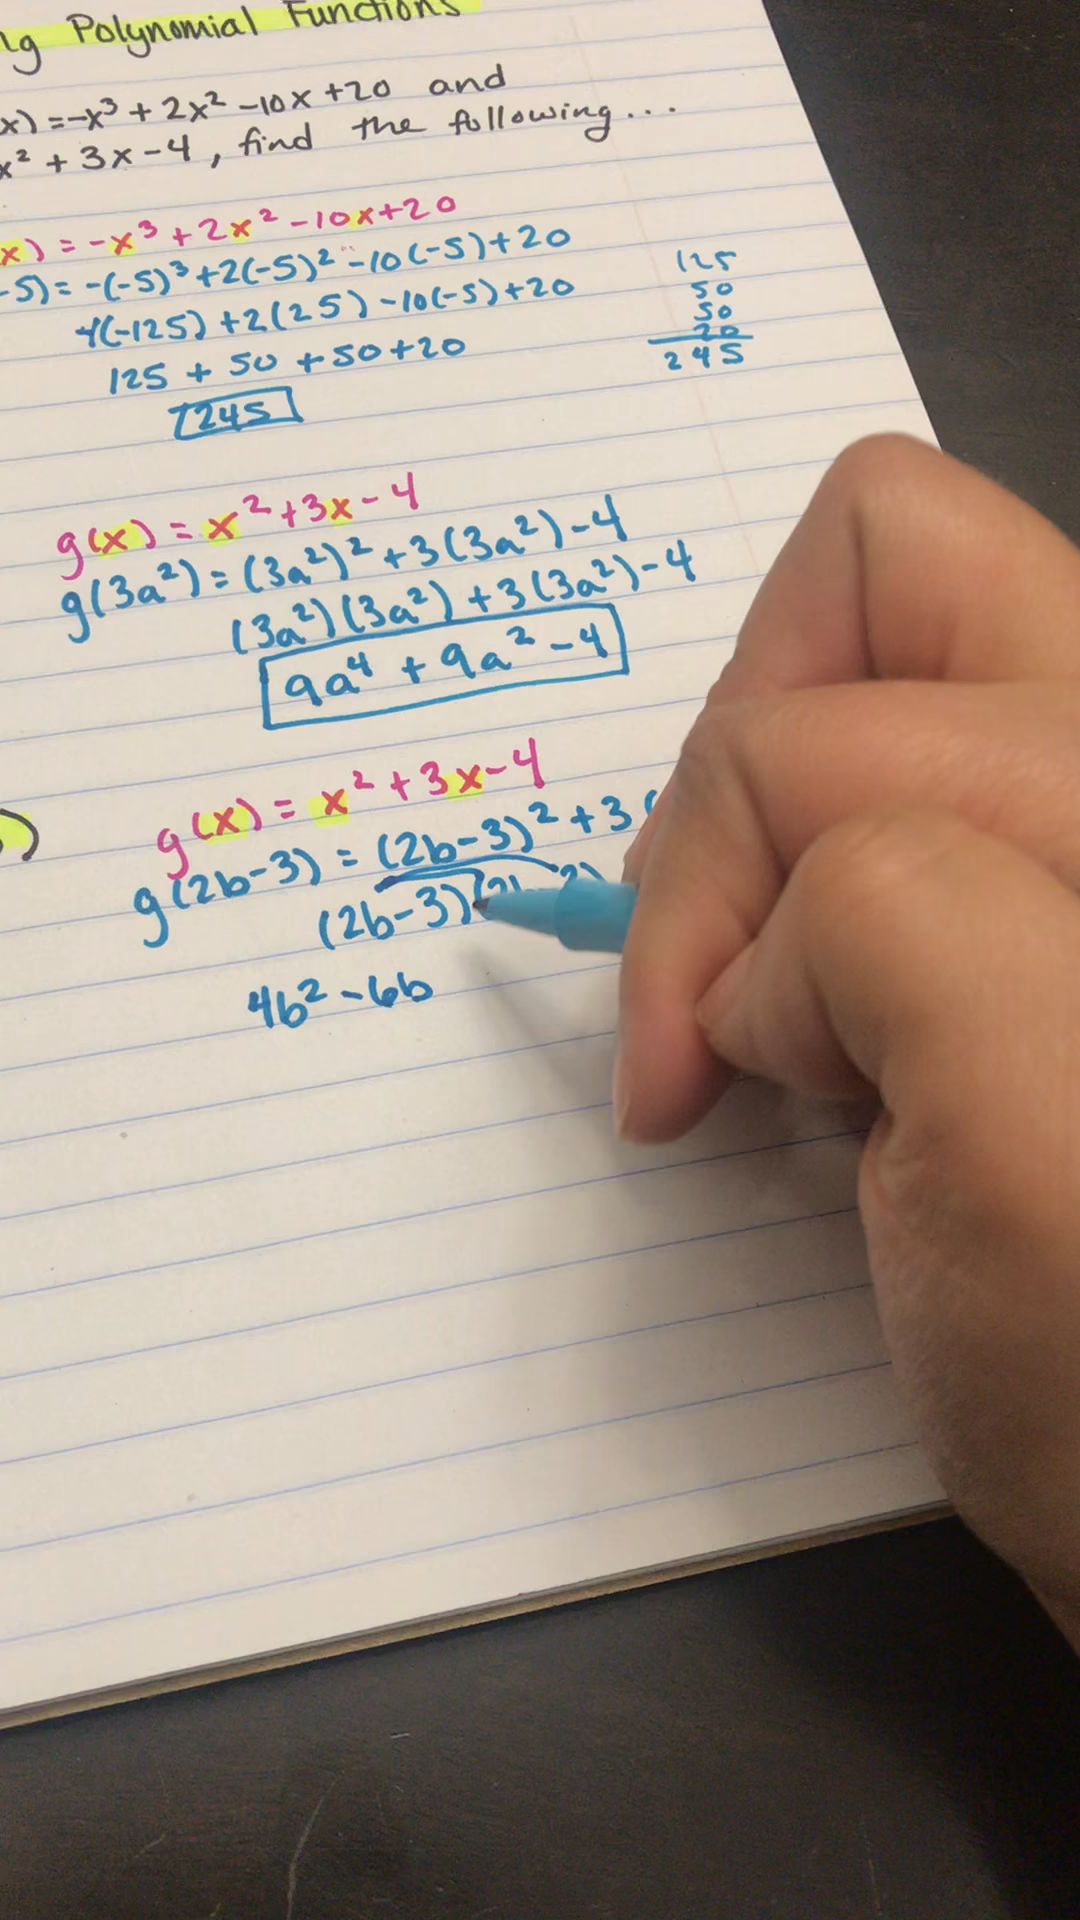 Polynomial Functions
x) = -x³ + 2x² - 10x + 20 and
x² + 3x - 4, find the following...
x) = -x³ + 2x² - 10x + 20
-5) = -(-5)³ + 2(-5)² - 10(-5) + 20
(-125) + 2(25) - 10(-5) + 20
125 + 50 + 50 + 20
245
125
50
50
20
245
g(x) = x² + 3x - 4
g(3a²) = (3a²)² + 3(3a²) - 4
(3a²)(3a²) + 3(3a²) - 4
9a⁴ + 9a² - 4
)
g(x) = x² + 3x - 4
g(2b-3) = (2b-3)² + 3(
(2b-3)(
4b² - 6b